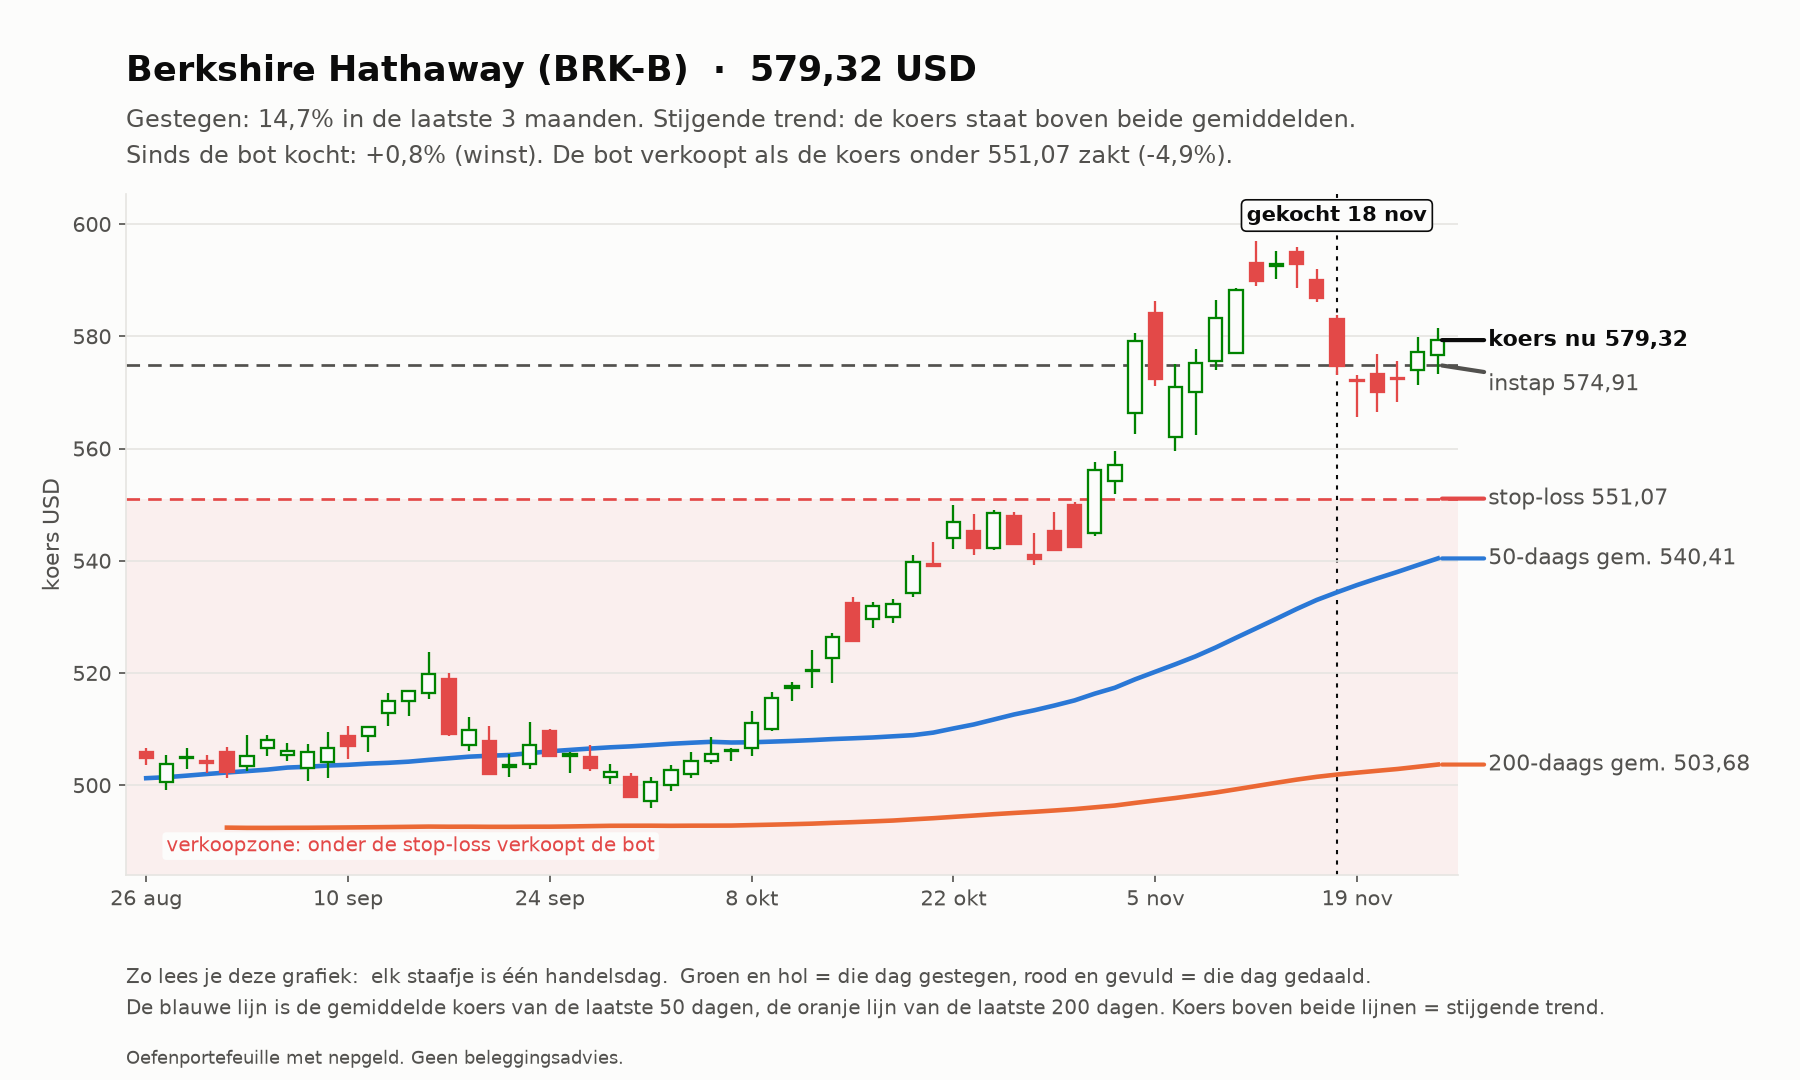 Berkshire Hathaway (BRK-B)  ·  579,32 USD
Gestegen: 14,7% in de laatste 3 maanden. Stijgende trend: de koers staat boven beide gemiddelden.
Sinds de bot kocht: +0,8% (winst). De bot verkoopt als de koers onder 551,07 zakt (-4,9%).
gekocht 18 nov
600
580
560
540
520
500
koers USD
koers nu 579,32
instap 574,91
stop-loss 551,07
50-daags gem. 540,41
200-daags gem. 503,68
verkoopzone: onder de stop-loss verkoopt de bot
26 aug
10 sep
24 sep
8 okt
22 okt
5 nov
19 nov
Zo lees je deze grafiek:  elk staafje is één handelsdag.  Groen en hol = die dag gestegen, rood en gevuld = die dag gedaald.
De blauwe lijn is de gemiddelde koers van de laatste 50 dagen, de oranje lijn van de laatste 200 dagen. Koers boven beide lijnen = stijgende trend.
Oefenportefeuille met nepgeld. Geen beleggingsadvies.